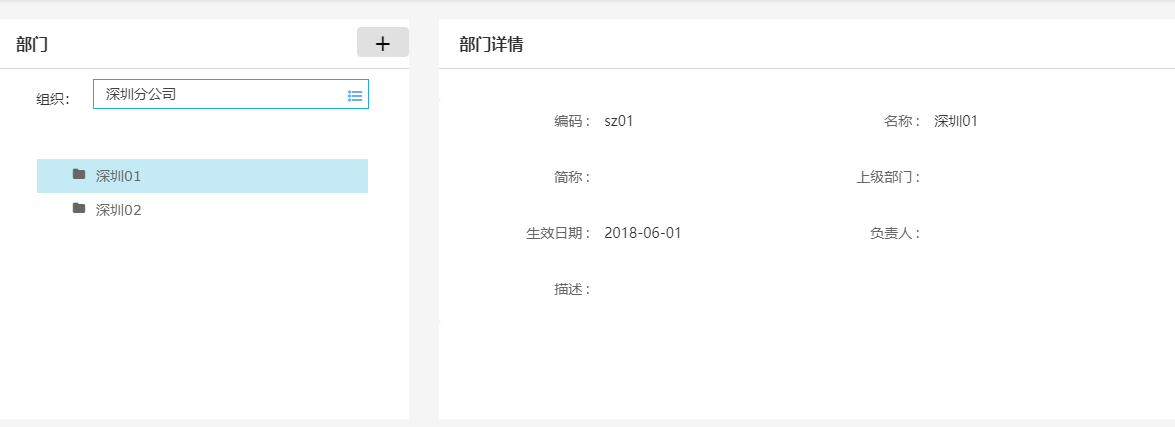 部门
+
组织：
深圳分公司
深圳01
深圳02
部门详情
编码： sz01 名称： 深圳01
简称： 上级部门：
生效日期： 2018-06-01 负责人：
描述：